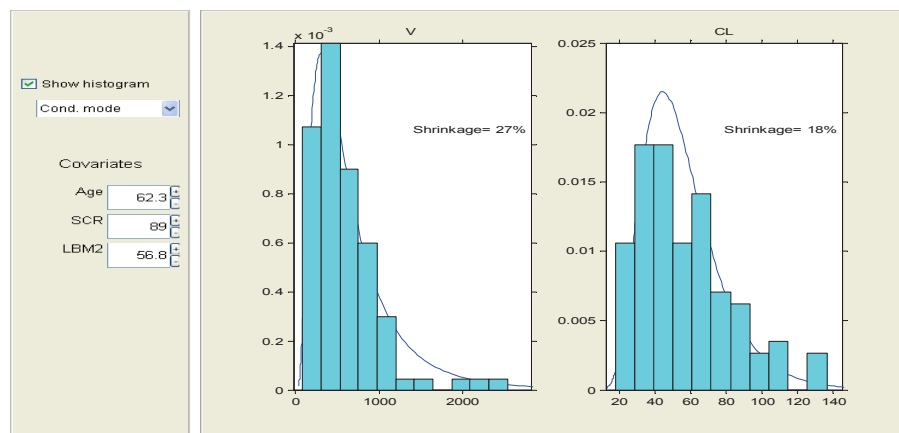 Show histogram
Cond. mode
Covariates
Age 62.3 + -
SCR 89 + -
LBM2 56.8 + -
V
x 10⁻³
1.4
1.2
1
0.8
0.6
0.4
0.2
0
0 1000 2000
Shrinkage= 27%
CL
0.025
0.02
0.015
0.01
0.005
0
20 40 60 80 100 120 140
Shrinkage= 18%